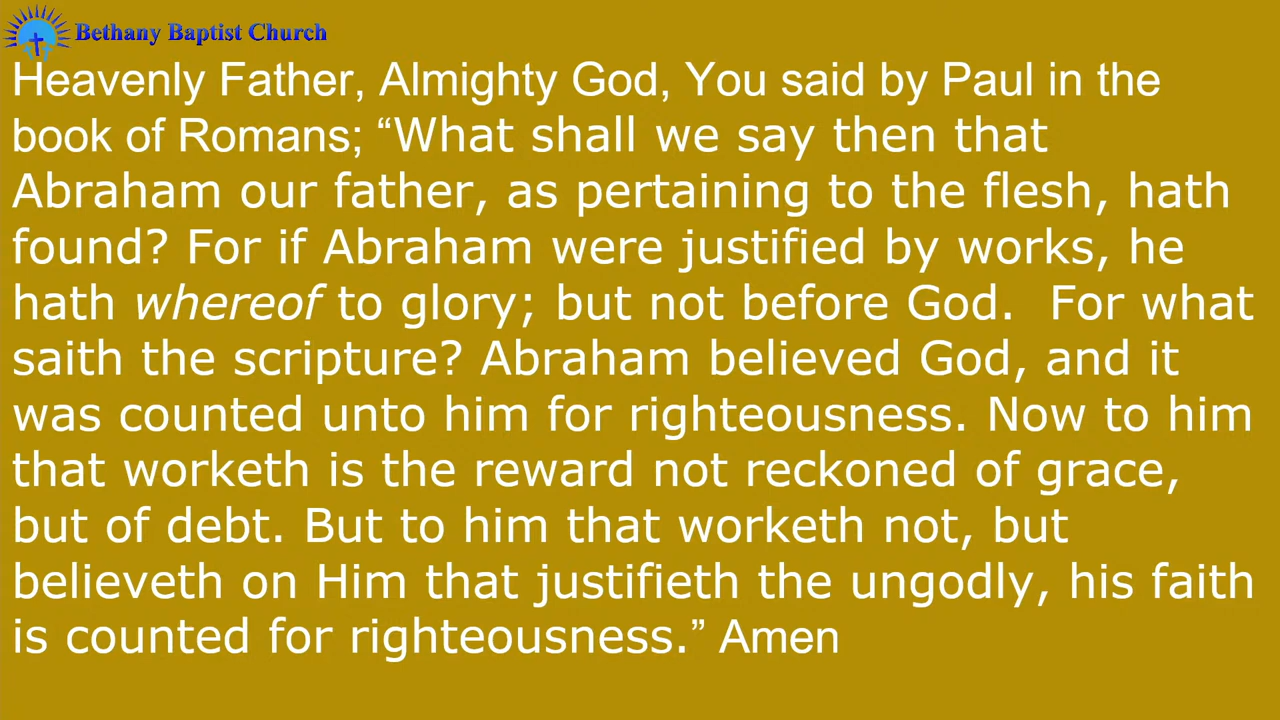 Bethany Baptist Church
Heavenly Father, Almighty God, You said by Paul in the
book of Romans; “What shall we say then that
Abraham our father, as pertaining to the flesh, hath
found? For if Abraham were justified by works, he
hath whereof to glory; but not before God.  For what
saith the scripture? Abraham believed God, and it
was counted unto him for righteousness. Now to him
that worketh is the reward not reckoned of grace,
but of debt. But to him that worketh not, but
believeth on Him that justifieth the ungodly, his faith
is counted for righteousness.” Amen